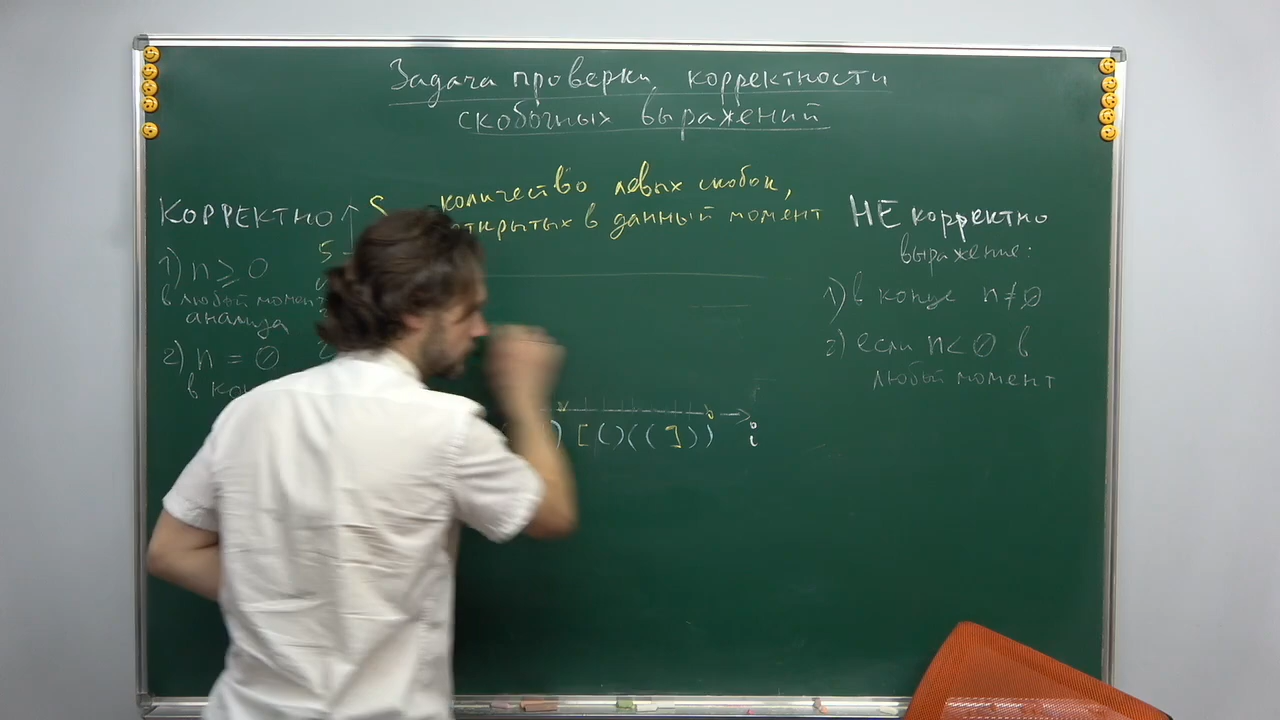 Задача проверки корректности
скобочных выражений
количество левых скобок,
открытых в данный момент
КОРРЕКТНО
1) n ≥ 0
в любой момент
анализа
2) n = 0
в
S
5
[()((]))
i
НЕ корректно
выражение:
1) в конце n ≠ 0
2) если n < 0 в
любой момент